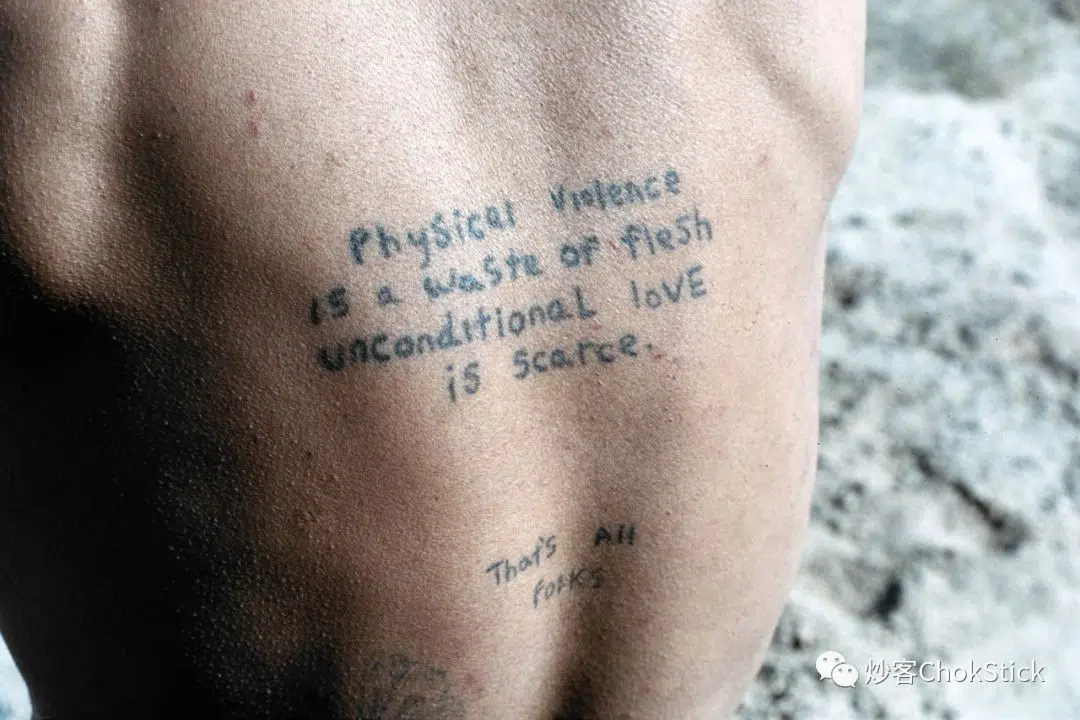 Physical Violence
is a waste of flesh
unconditional love
is scarce.
That's All
Folks
炒客ChokStick